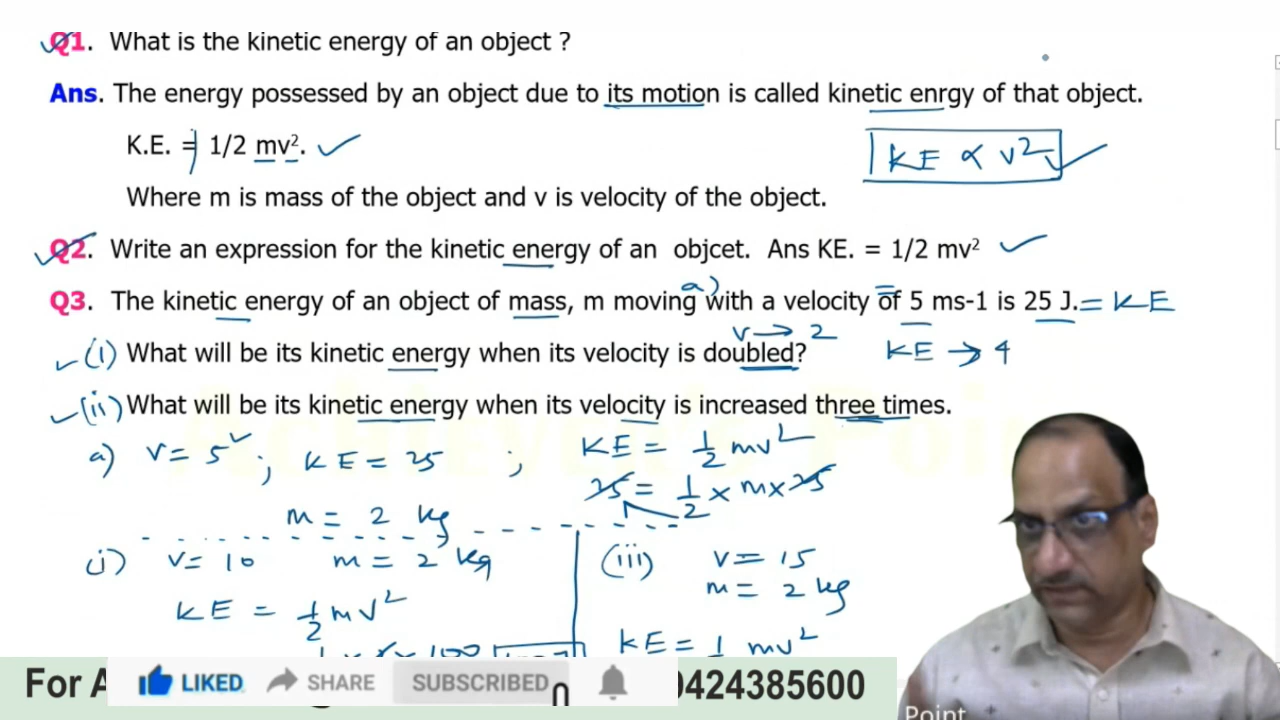 Q1. What is the kinetic energy of an object ?
Ans. The energy possessed by an object due to its motion is called kinetic enrgy of that object.
K.E. = 1/2 mv².
KE ∝ v²
Where m is mass of the object and v is velocity of the object.
Q2. Write an expression for the kinetic energy of an objcet. Ans KE. = 1/2 mv²
a)
Q3. The kinetic energy of an object of mass, m moving with a velocity of 5 ms-1 is 25 J. = KE
v → 2
(i) What will be its kinetic energy when its velocity is doubled? KE → 4
(ii) What will be its kinetic energy when its velocity is increased three times.
a) v = 5 ; KE = 25 ; KE = 1/2 mv²
25 = 1/2 × m × 25
m = 2 kg
(i) v = 10 m = 2 kg (iii) v = 15
m = 2 kg
KE = 1/2 mv²
KE = 1 mv²
× 100
For A LIKED SHARE SUBSCRIBED 424385600
Point